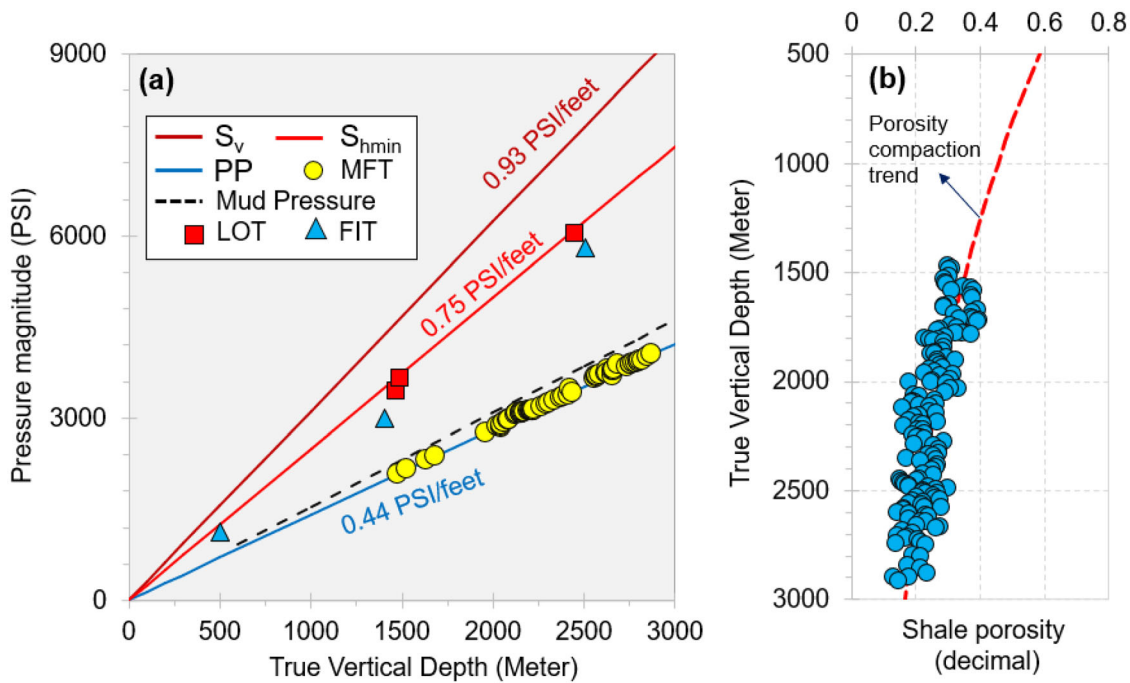 9000
6000
3000
0
Pressure magnitude (PSI)
(a)
Sv Shmin
PP MFT
Mud Pressure
LOT FIT
0.93 PSI/feet
0.75 PSI/feet
0.44 PSI/feet
0 500 1000 1500 2000 2500 3000
True Vertical Depth (Meter)
0 0.2 0.4 0.6 0.8
500
1000
1500
2000
2500
3000
True Vertical Depth (Meter)
(b)
Porosity
compaction
trend
Shale porosity
(decimal)